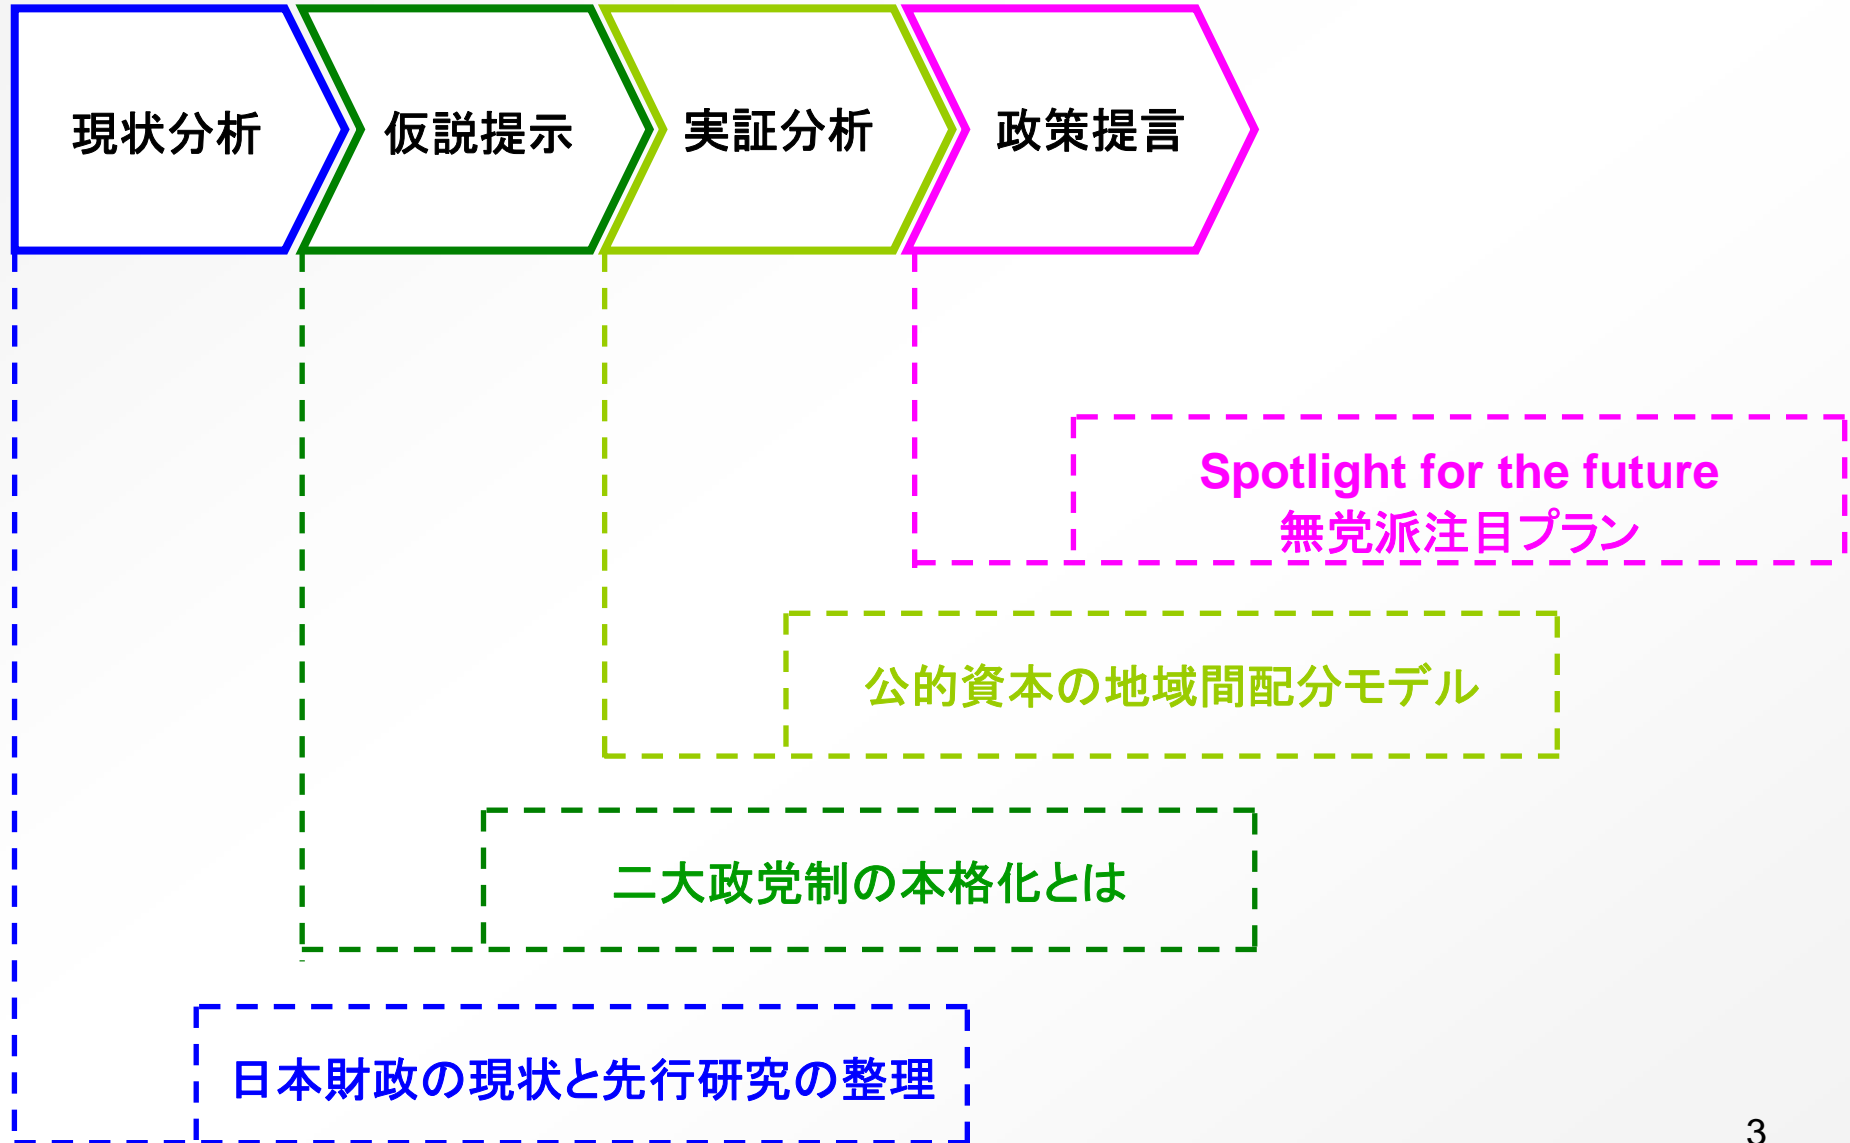 現状分析
仮説提示
実証分析
政策提言
Spotlight for the future
無党派注目プラン
公的資本の地域間配分モデル
二大政党制の本格化とは
日本財政の現状と先行研究の整理
3